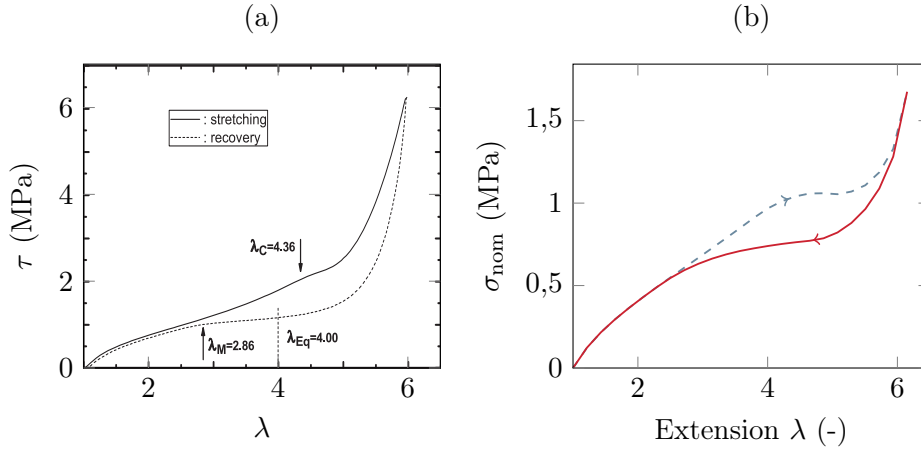 (a)
(b)
6
4
2
0
τ (MPa)
: stretching
: recovery
λC=4.36
λM=2.86
λEq=4.00
2
4
6
λ
1,5
1
0,5
0
σnom (MPa)
2
4
6
Extension λ (-)